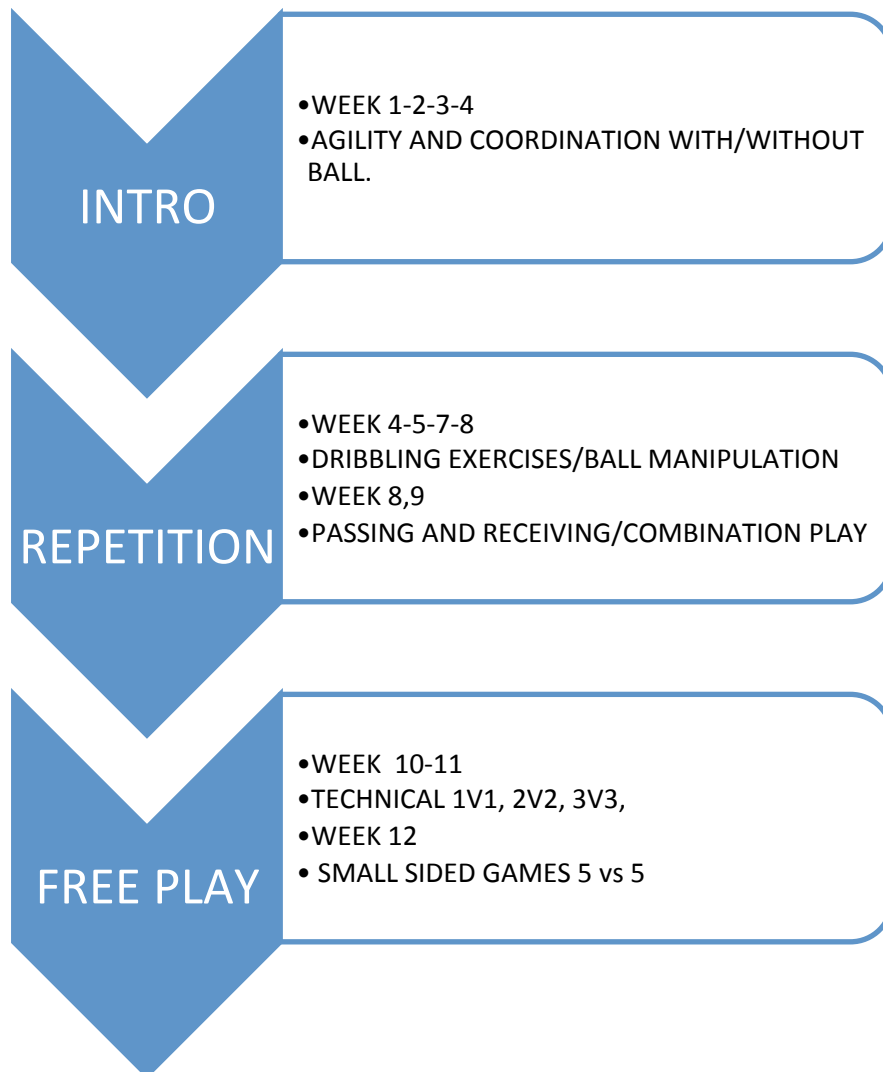 INTRO
•WEEK 1-2-3-4
•AGILITY AND COORDINATION WITH/WITHOUT
BALL.
REPETITION
•WEEK 4-5-7-8
•DRIBBLING EXERCISES/BALL MANIPULATION
•WEEK 8,9
•PASSING AND RECEIVING/COMBINATION PLAY
FREE PLAY
•WEEK  10-11
•TECHNICAL 1V1, 2V2, 3V3,
•WEEK 12
• SMALL SIDED GAMES 5 vs 5